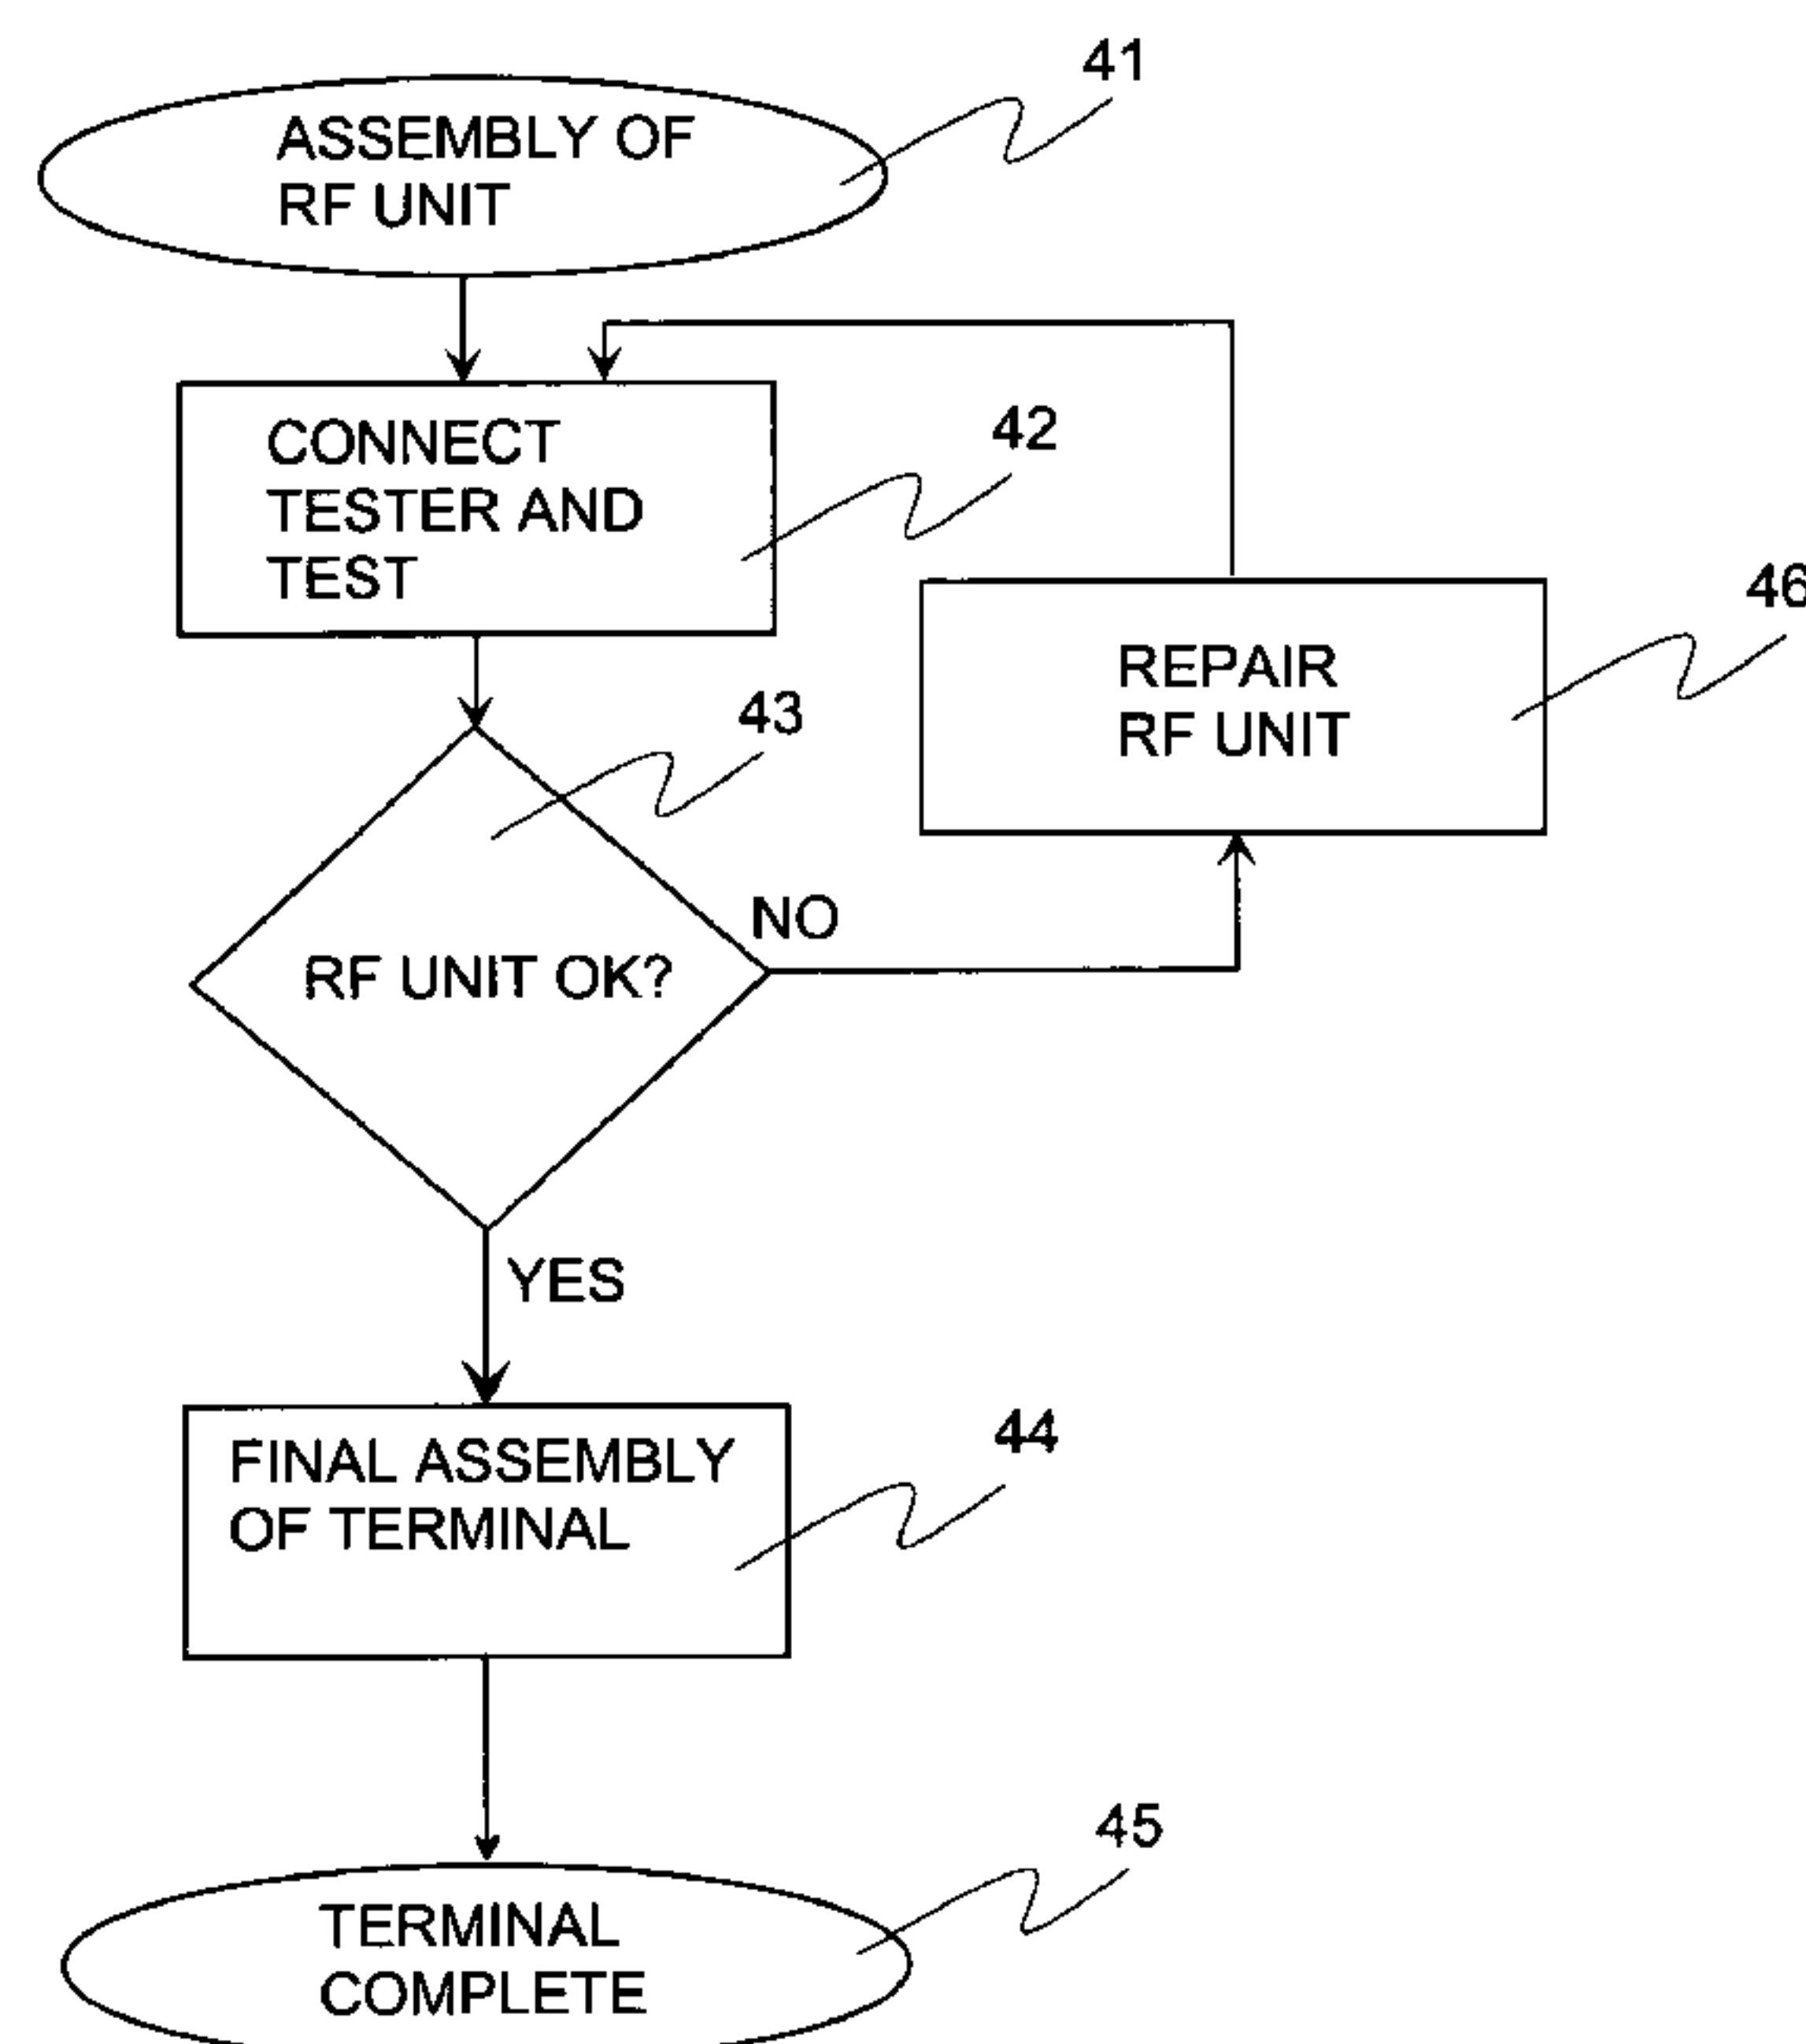 41
ASSEMBLY OF
RF UNIT
42
CONNECT
TESTER AND
TEST
46
REPAIR
RF UNIT
43
NO
RF UNIT OK?
YES
44
FINAL ASSEMBLY
OF TERMINAL
45
TERMINAL
COMPLETE